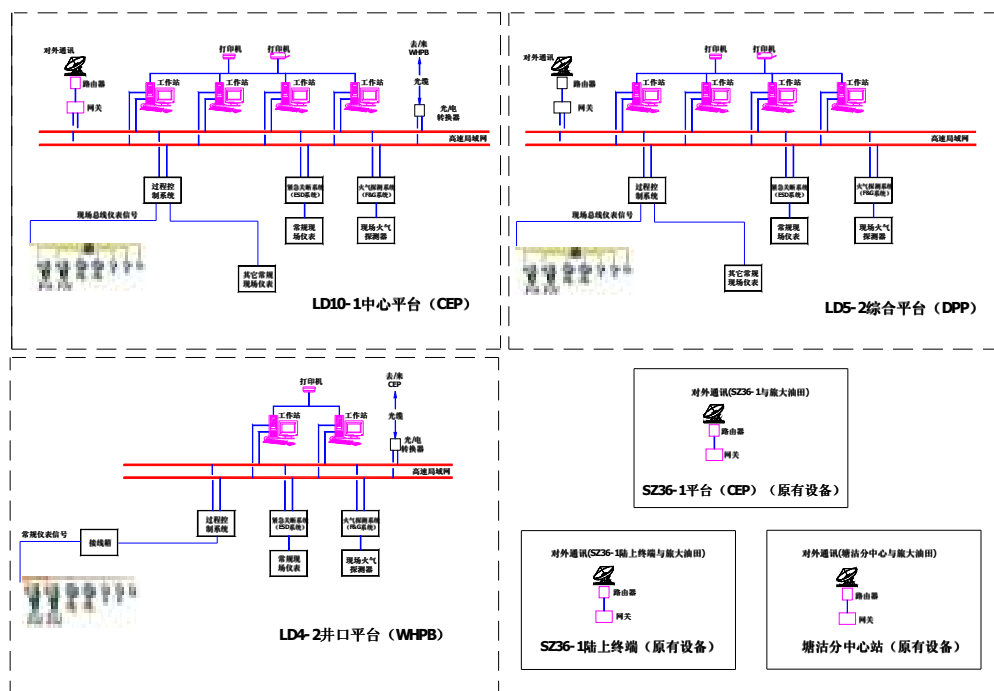 对外通讯
路由器
网关
打印机
打印机
工作站
工作站
工作站
工作站
去/来
WHPB
光缆
光/电
转换器
高速局域网
过程控
制系统
紧急关断系统
(ESD系统)
火气探测系统
(F&G系统)
常规现
场仪表
现场火气
探测器
现场总线仪表信号
其它常规
现场仪表
LD10-1中心平台（CEP）
对外通讯
路由器
网关
打印机
打印机
工作站
工作站
工作站
工作站
高速局域网
过程控
制系统
紧急关断系统
(ESD系统)
火气探测系统
(F&G系统)
常规现
场仪表
现场火气
探测器
现场总线仪表信号
其它常规
现场仪表
LD5-2综合平台（DPP）
打印机
工作站
工作站
去/来
CEP
光缆
光/电
转换器
高速局域网
过程控
制系统
紧急关断系统
(ESD系统)
火气探测系统
(F&G系统)
常规现
场仪表
现场火气
探测器
常规仪表信号
接线箱
LD4-2井口平台（WHPB）
对外通讯(SZ36-1与旅大油田)
路由器
网关
SZ36-1平台（CEP）（原有设备）
对外通讯(SZ36-1陆上终端与旅大油田)
路由器
网关
SZ36-1陆上终端（原有设备）
对外通讯(塘沽分中心与旅大油田)
路由器
网关
塘沽分中心站（原有设备）